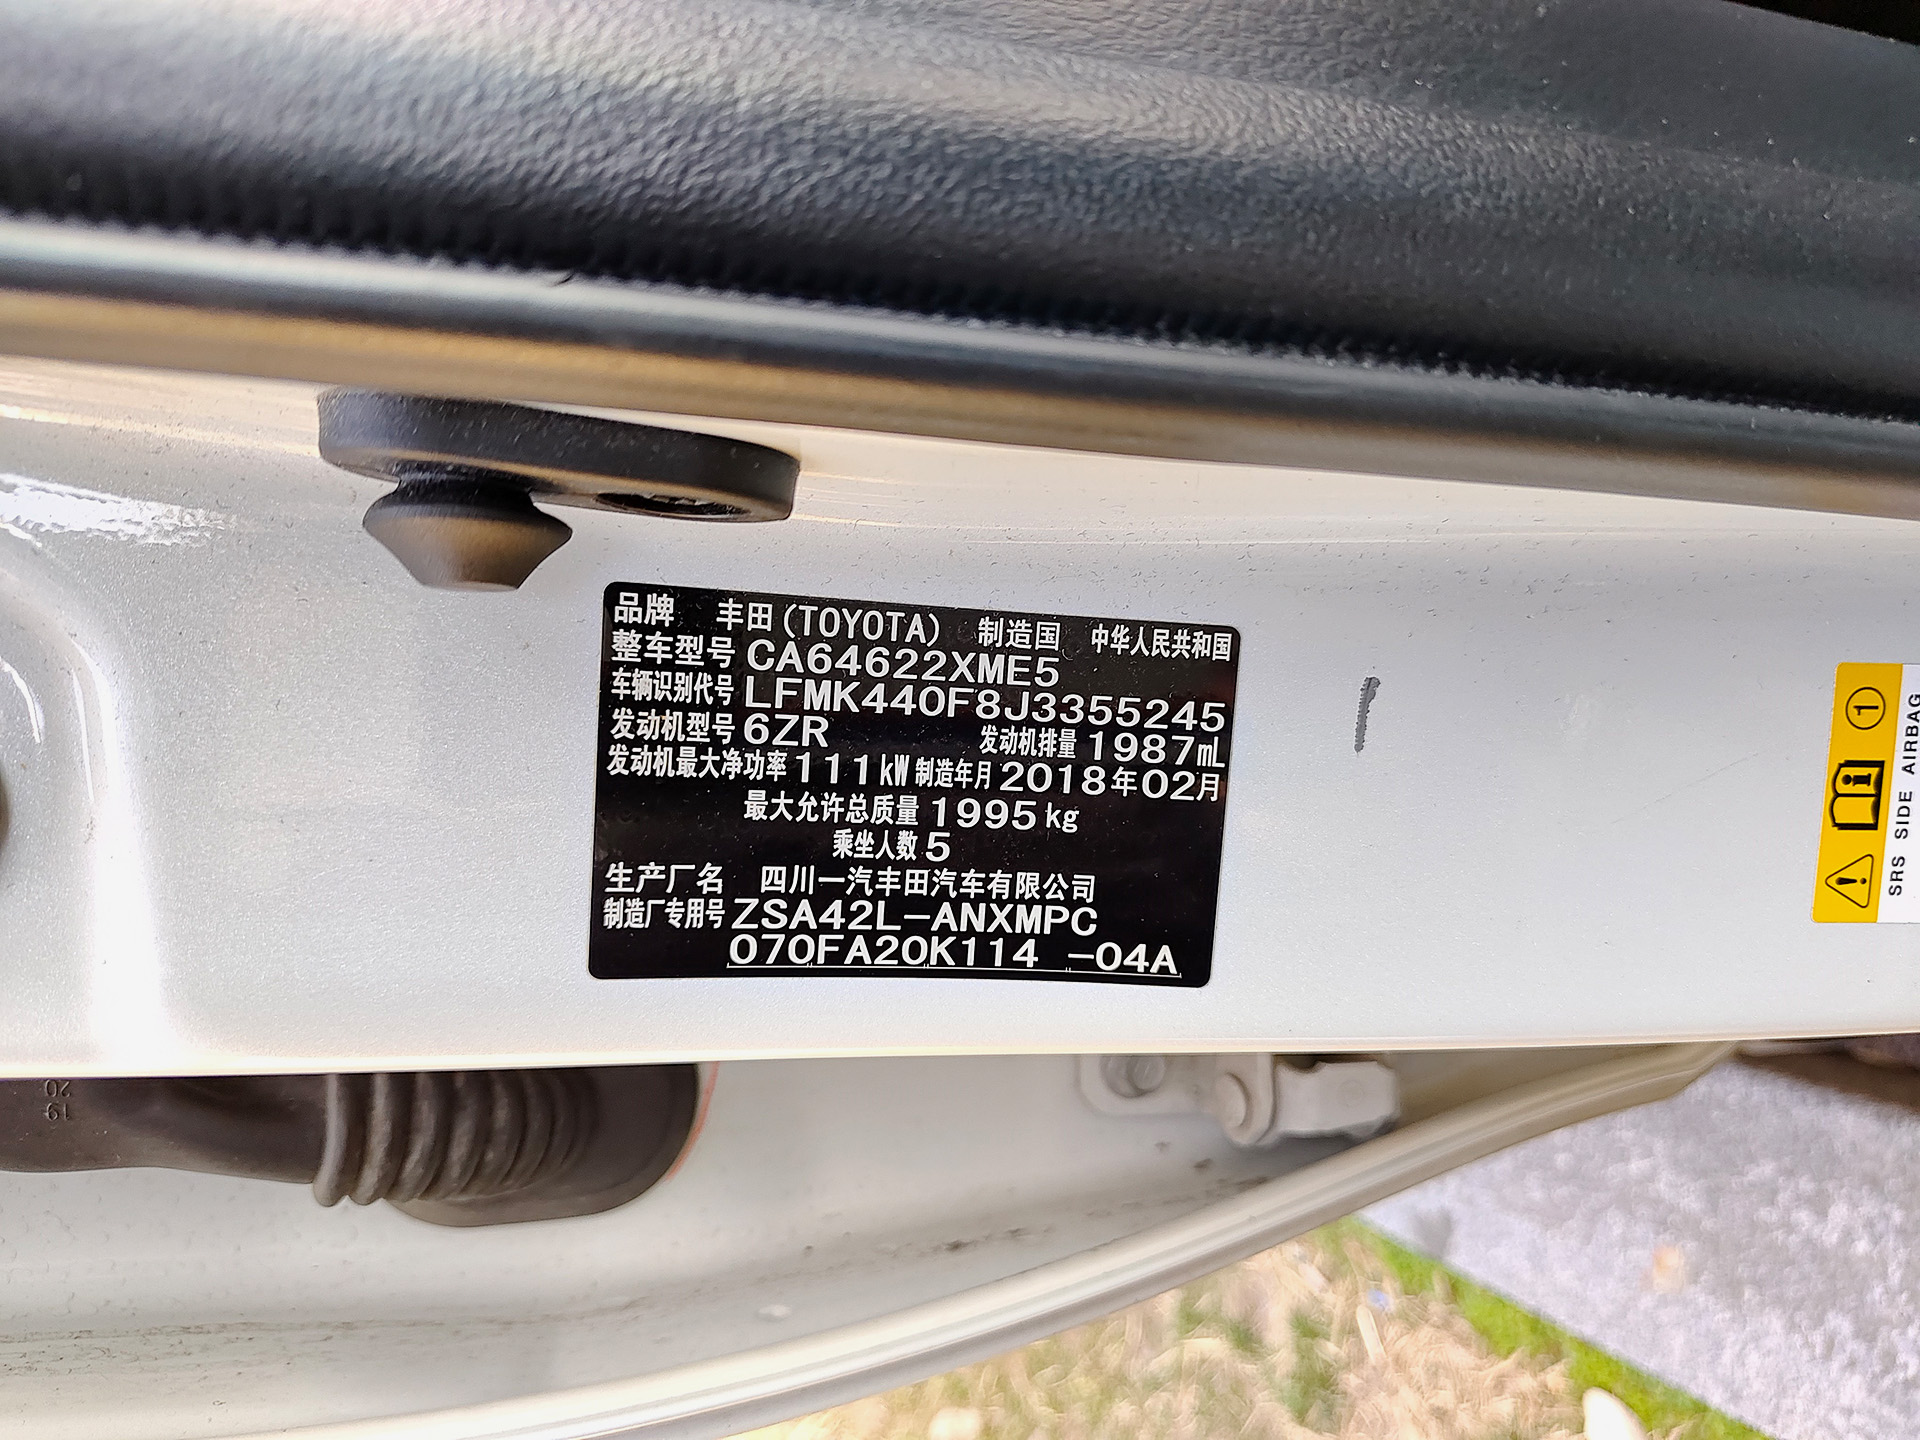 品牌 丰田(TOYOTA) 制造国 中华人民共和国
整车型号 CA64622XME5
车辆识别代号 LFMK440F8J3355245
发动机型号 6ZR 发动机排量 1987mL
发动机最大净功率 111kW 制造年月 2018年02月
最大允许总质量 1995kg
乘坐人数 5
生产厂名 四川一汽丰田汽车有限公司
制造厂专用号 ZSA42L-ANXMPC
070FA20K114 -04A
SRS SIDE AIRBAG
1
20
19